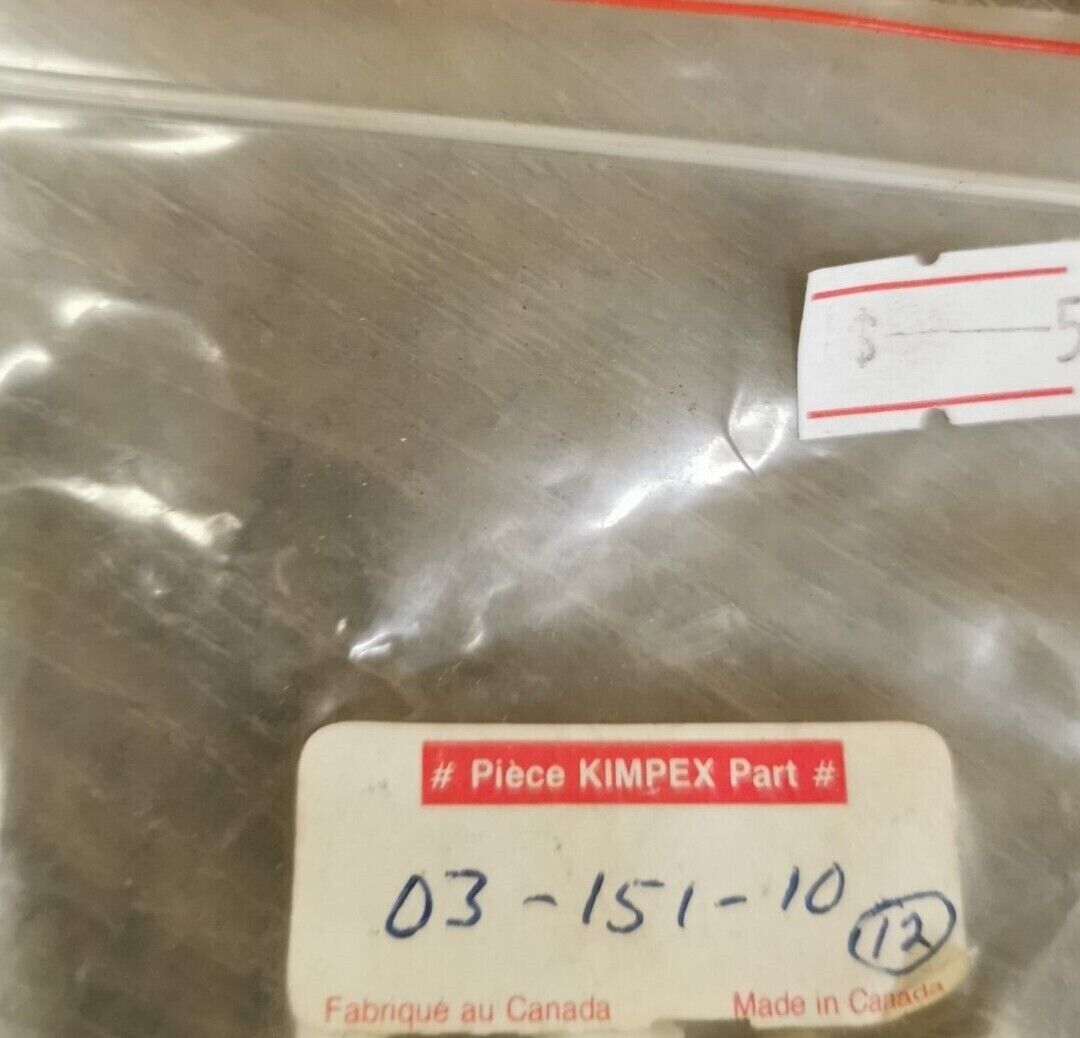 $ — 5
# Pièce KIMPEX Part #
03-151-10 12
Fabriqué au Canada Made in Canada